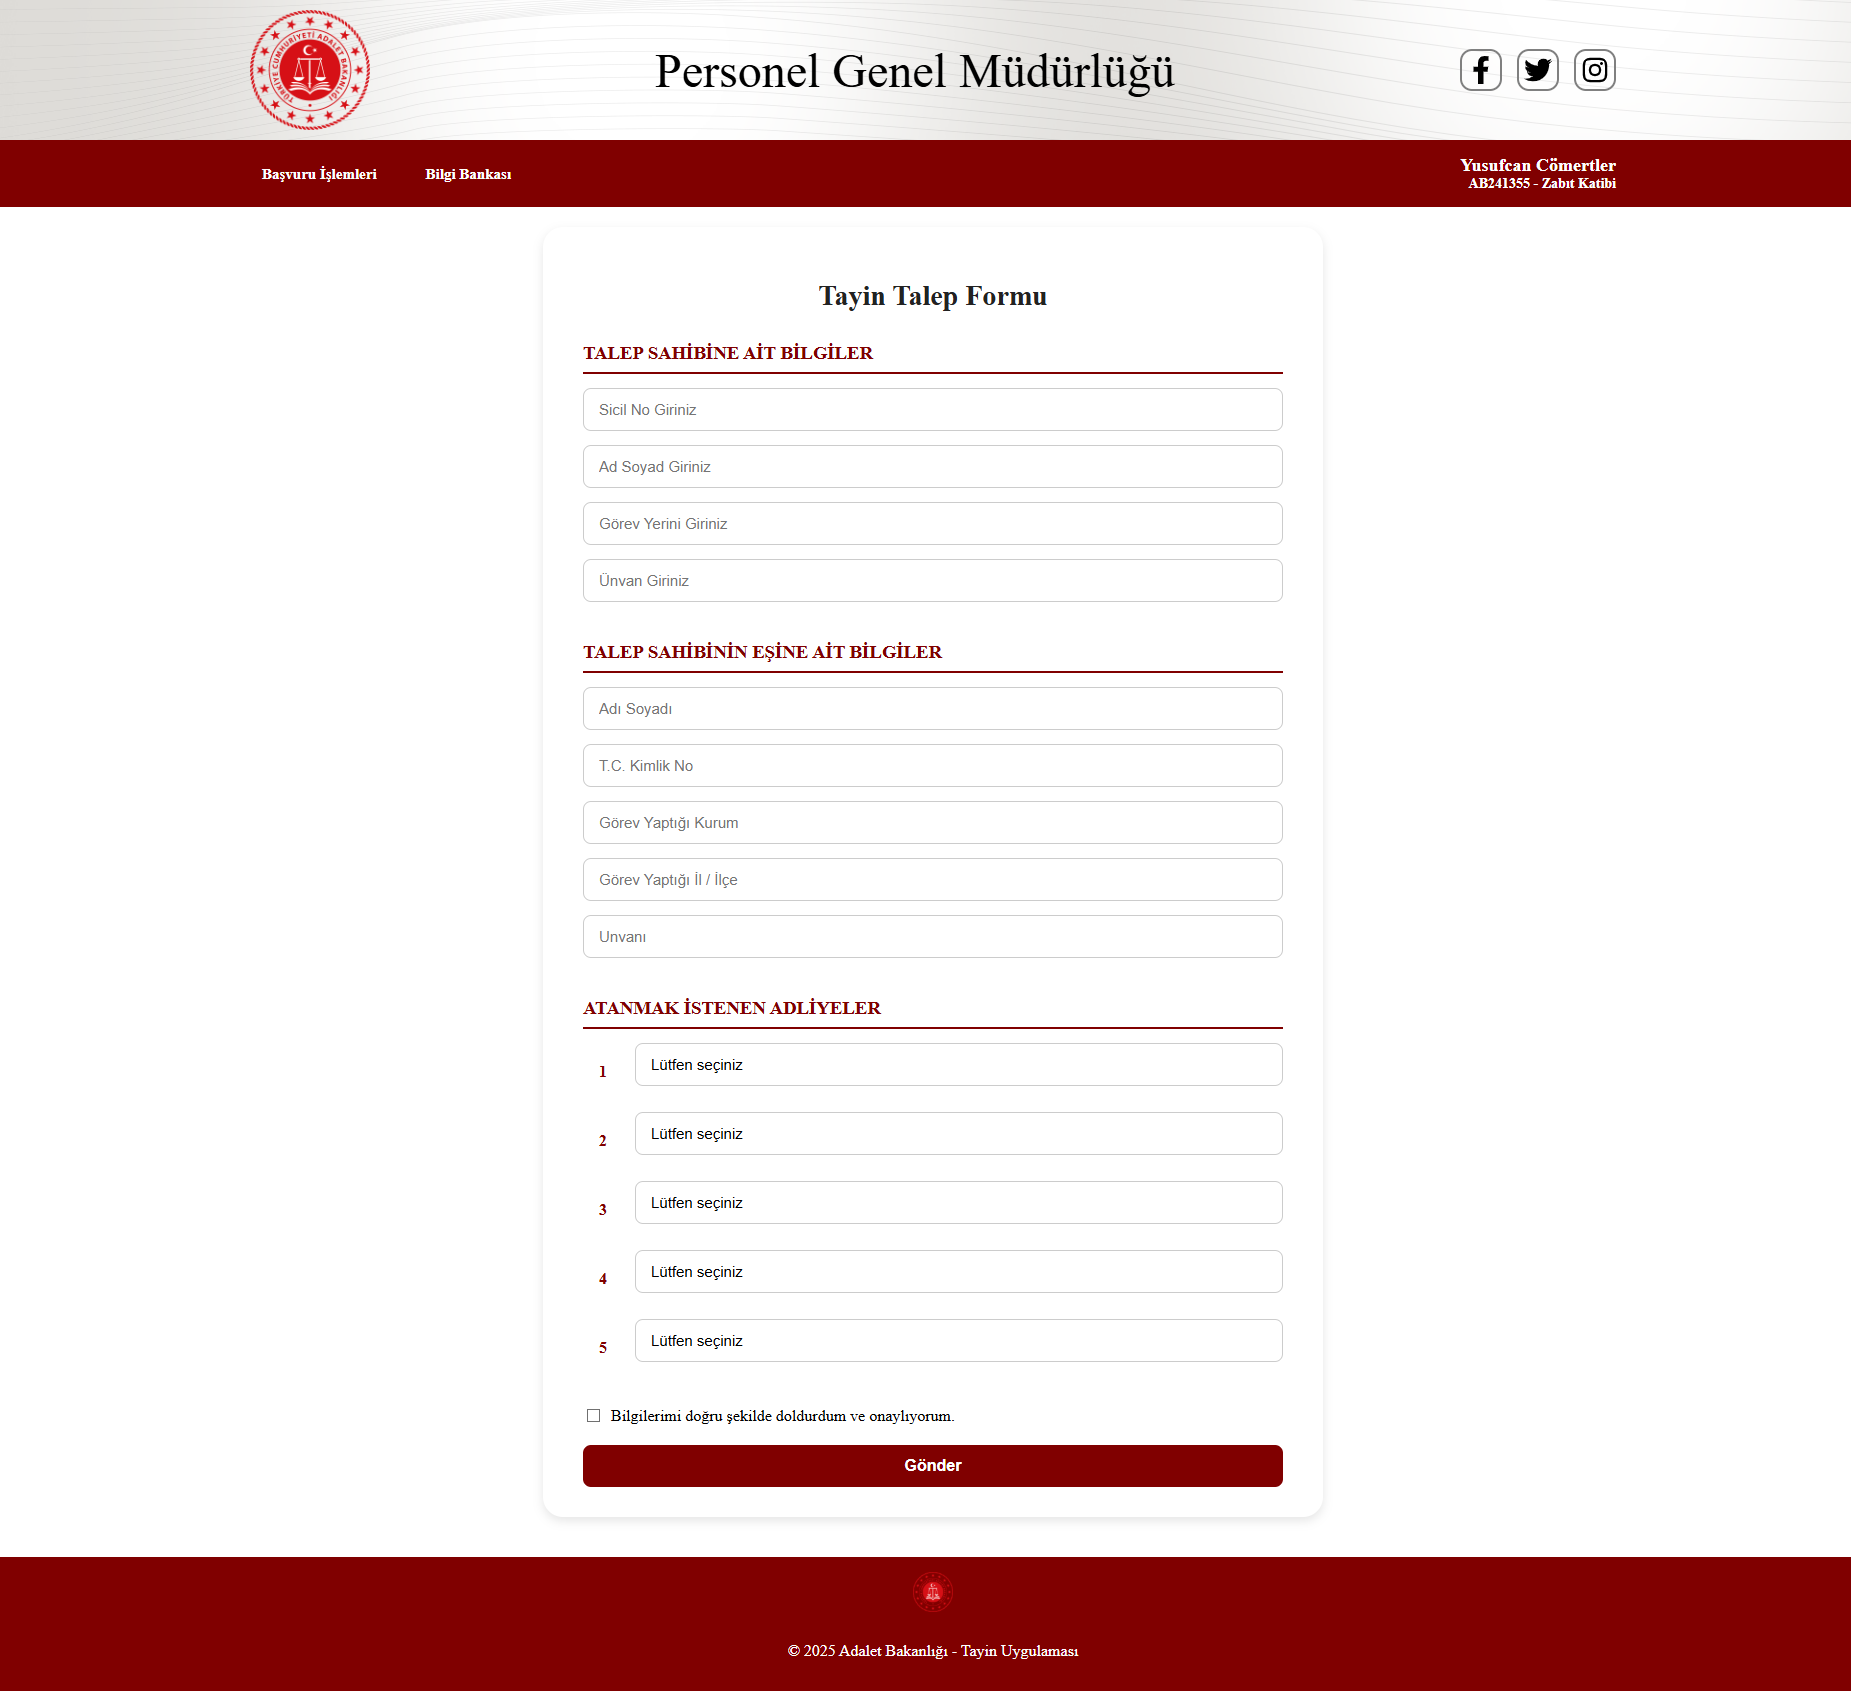 TÜRKİYE CUMHURİYETİ ADALET BAKANLIĞI
Personel Genel Müdürlüğü
Başvuru İşlemleri
Bilgi Bankası
Yusufcan Cömertler
AB241355 - Zabıt Katibi
Tayin Talep Formu
TALEP SAHİBİNE AİT BİLGİLER
Sicil No Giriniz
Ad Soyad Giriniz
Görev Yerini Giriniz
Ünvan Giriniz
TALEP SAHİBİNİN EŞİNE AİT BİLGİLER
Adı Soyadı
T.C. Kimlik No
Görev Yaptığı Kurum
Görev Yaptığı İl / İlçe
Unvanı
ATANMAK İSTENEN ADLİYELER
1 Lütfen seçiniz
2 Lütfen seçiniz
3 Lütfen seçiniz
4 Lütfen seçiniz
5 Lütfen seçiniz
Bilgilerimi doğru şekilde doldurdum ve onaylıyorum.
Gönder
© 2025 Adalet Bakanlığı - Tayin Uygulaması